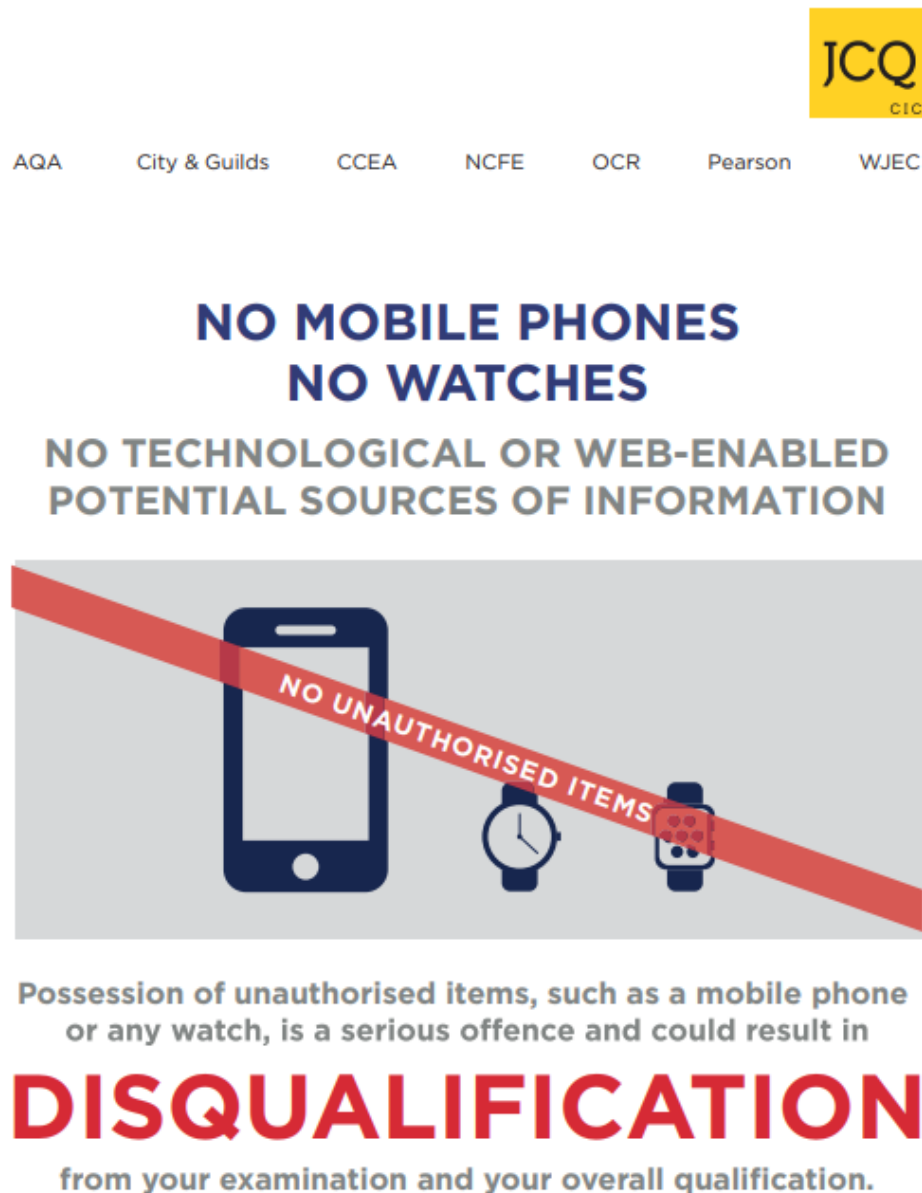 JCQ
CIC
AQA City & Guilds CCEA NCFE OCR Pearson WJEC
NO MOBILE PHONES
NO WATCHES
NO TECHNOLOGICAL OR WEB-ENABLED
POTENTIAL SOURCES OF INFORMATION
NO UNAUTHORISED ITEMS
Possession of unauthorised items, such as a mobile phone
or any watch, is a serious offence and could result in
DISQUALIFICATION
from your examination and your overall qualification.